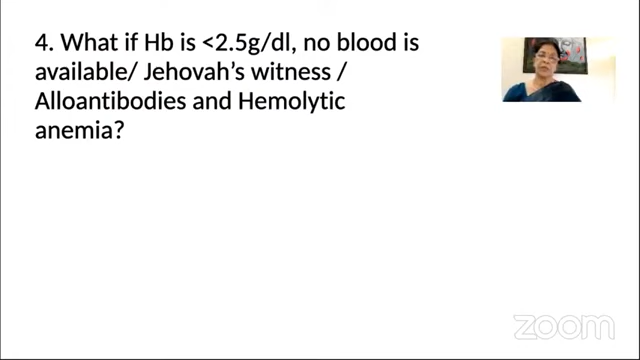 4. What if Hb is <2.5g/dl, no blood is
available/ Jehovah’s witness /
Alloantibodies and Hemolytic
anemia?
zoom